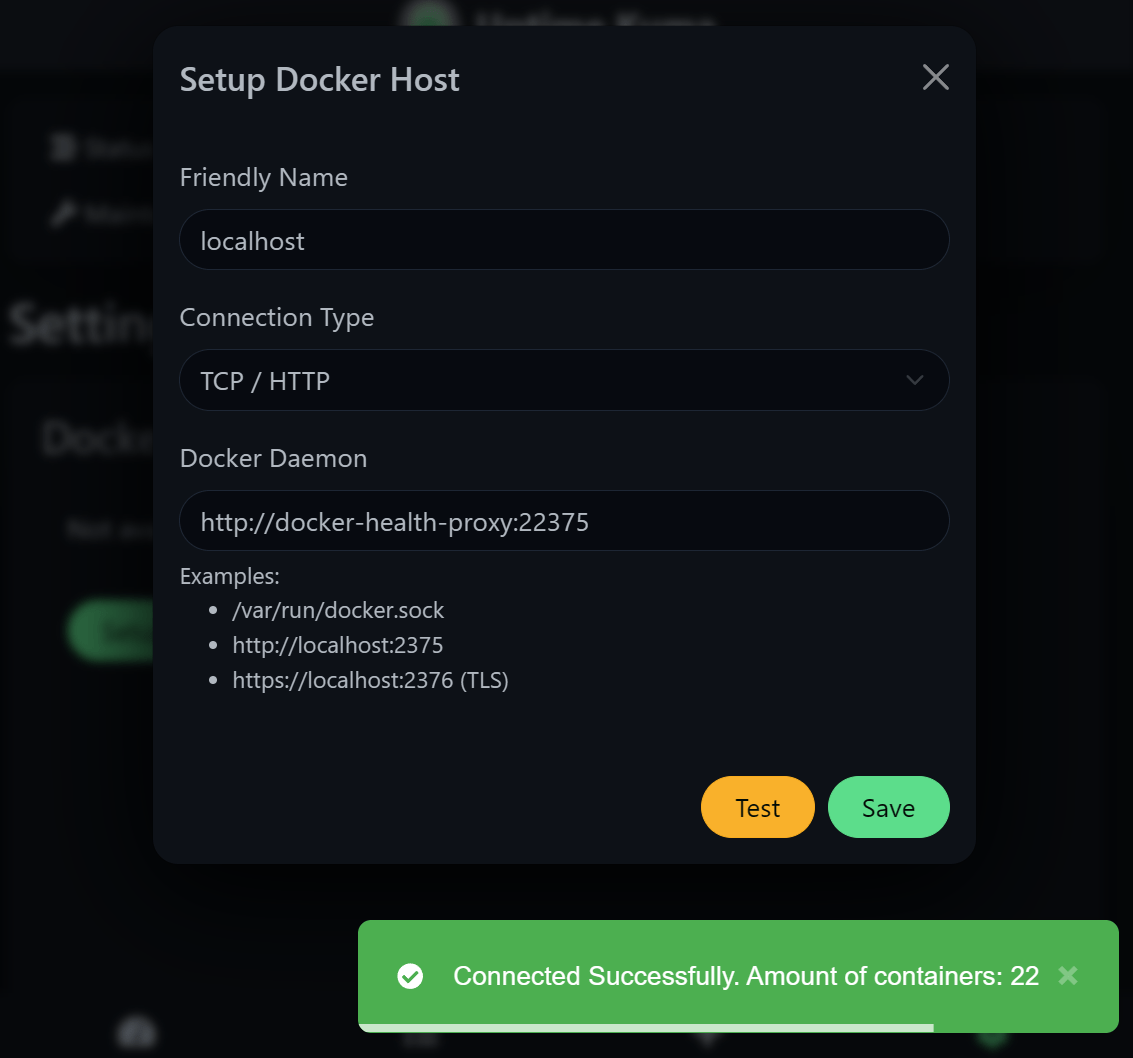 Setup Docker Host
Friendly Name
localhost
Connection Type
TCP / HTTP
Docker Daemon
http://docker-health-proxy:22375
Examples:
/var/run/docker.sock
http://localhost:2375
https://localhost:2376 (TLS)
Test Save
Connected Successfully. Amount of containers: 22